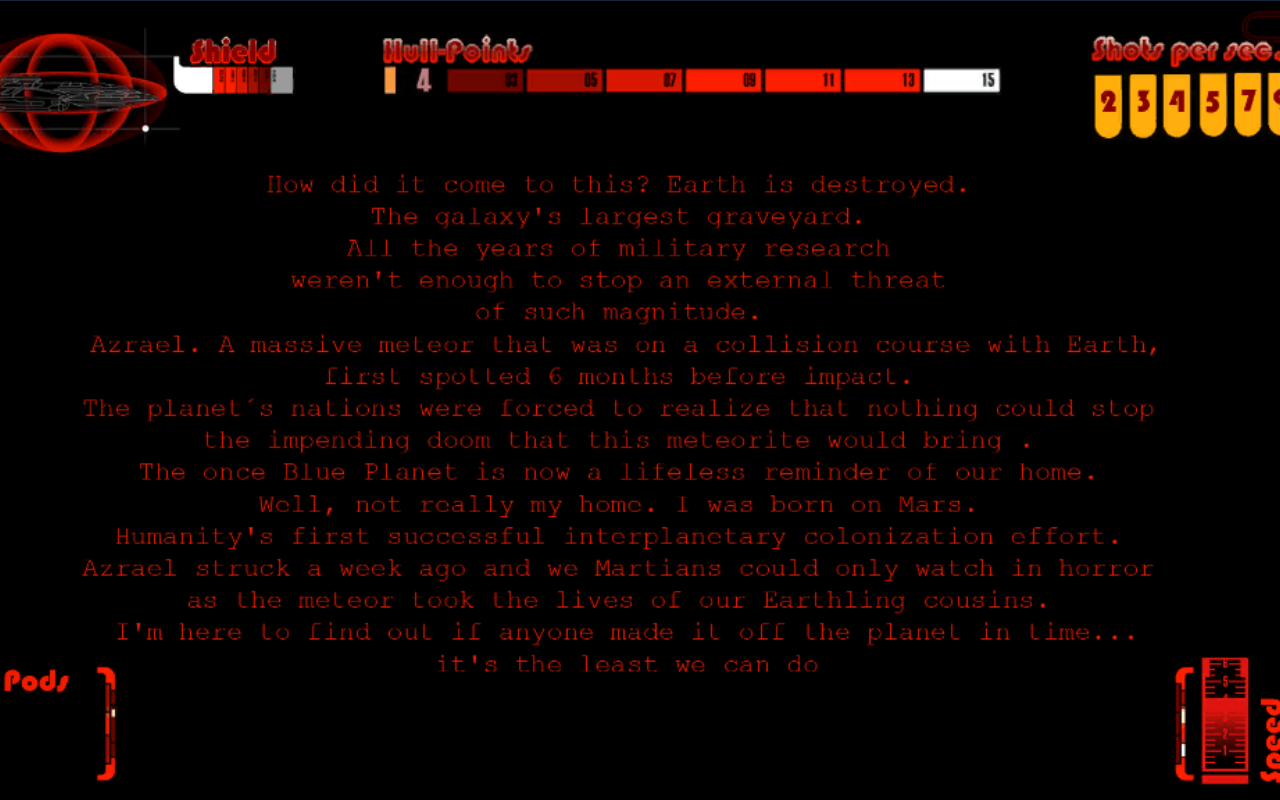 Shield
Hull-Points
Shots per sec.
4 03 05 07 09 11 13 15
2 3 4 5 7
How did it come to this? Earth is destroyed.
The galaxy's largest graveyard.
All the years of military research
weren't enough to stop an external threat
of such magnitude.
Azrael. A massive meteor that was on a collision course with Earth,
first spotted 6 months before impact.
The planet´s nations were forced to realize that nothing could stop
the impending doom that this meteorite would bring .
The once Blue Planet is now a lifeless reminder of our home.
Well, not really my home. I was born on Mars.
Humanity's first successful interplanetary colonization effort.
Azrael struck a week ago and we Martians could only watch in horror
as the meteor took the lives of our Earthling cousins.
I'm here to find out if anyone made it off the planet in time...
it's the least we can do
Pods
5
2
1
Speed